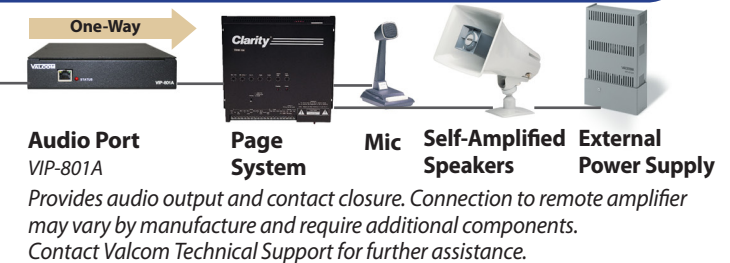 One-Way
VALCOM
STATUS
VIP-801A
Clarity
Audio Port
VIP-801A
Page
System
Mic
Self-Amplified
Speakers
External
Power Supply
Provides audio output and contact closure. Connection to remote amplifier
may vary by manufacture and require additional components.
Contact Valcom Technical Support for further assistance.